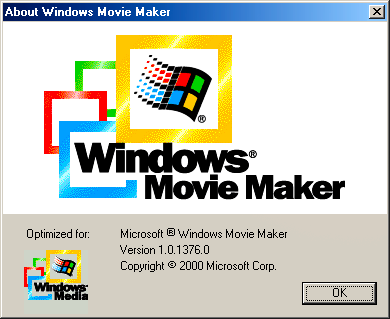 About Windows Movie Maker
®
Windows®
Movie Maker
Optimized for:
Windows
Media
Microsoft ® Windows Movie Maker
Version 1.0.1376.0
Copyright © 2000 Microsoft Corp.
OK